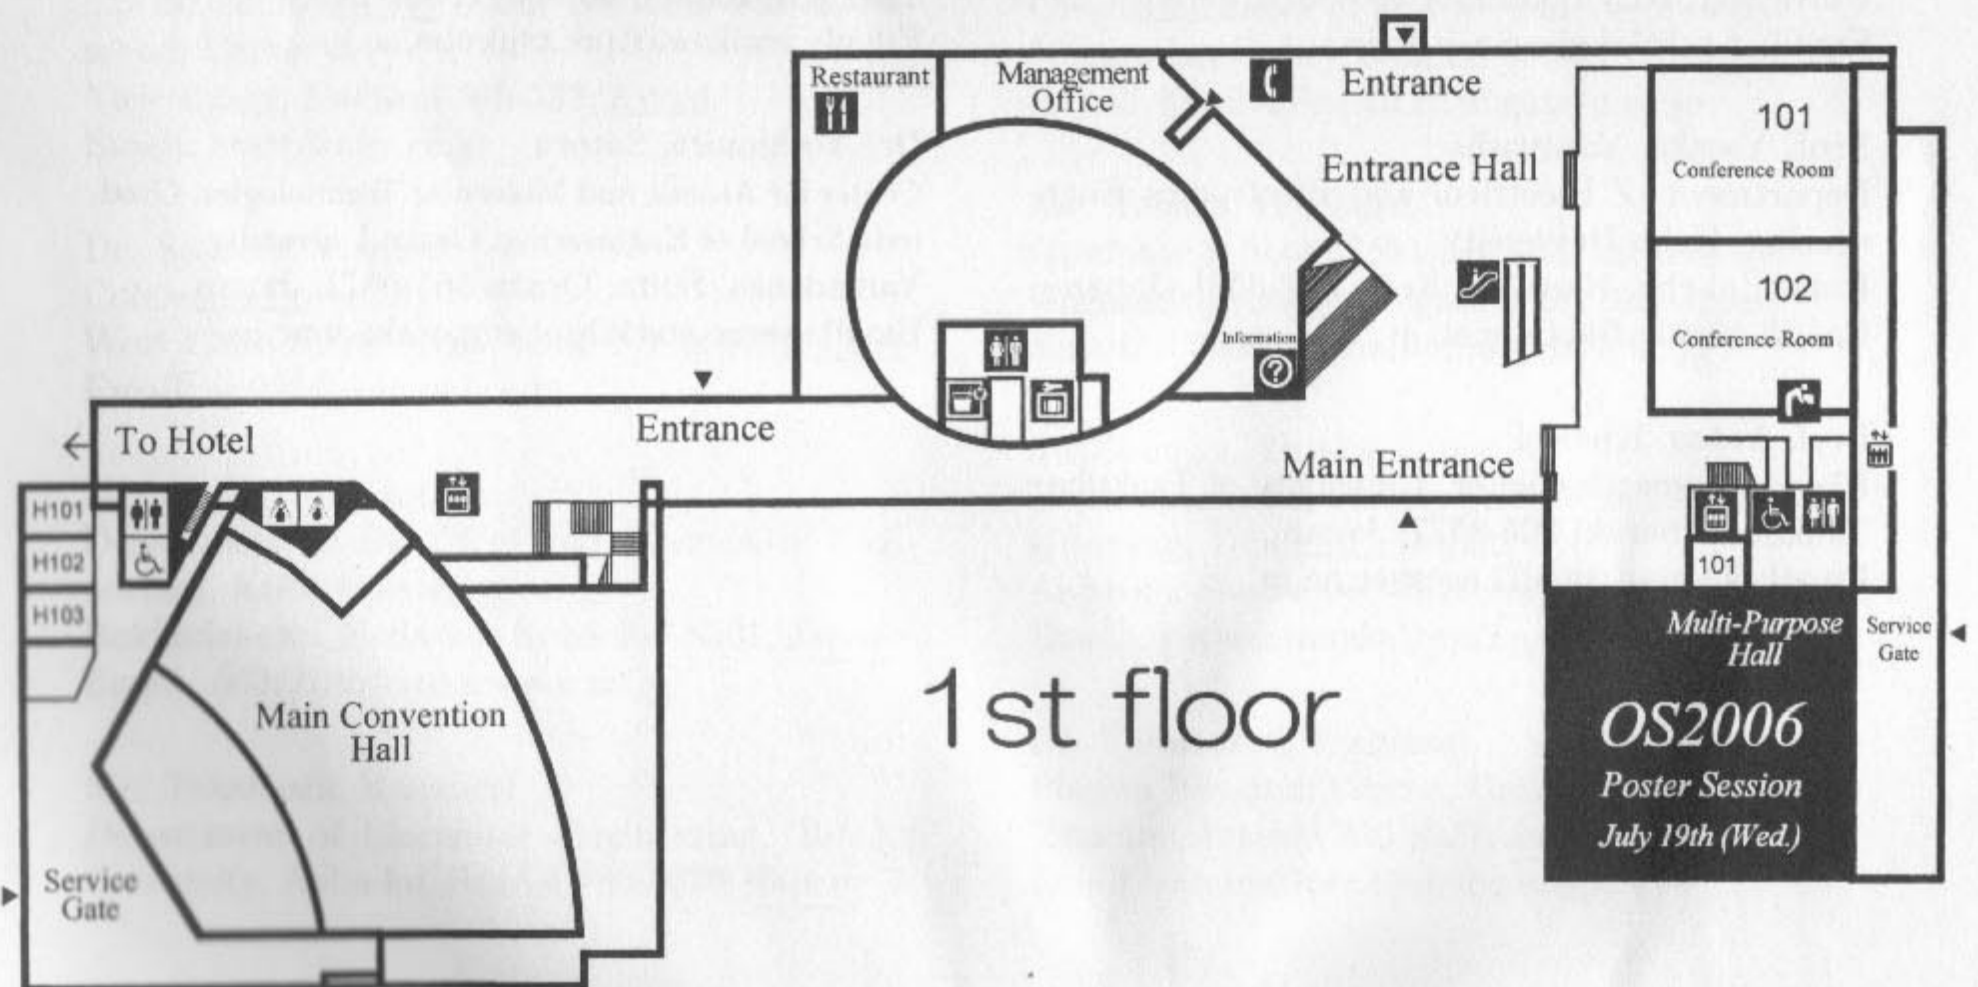 Restaurant
Management
Office
Entrance
Entrance Hall
101
Conference Room
102
Conference Room
Information
?
To Hotel
Entrance
Main Entrance
H101
H102
H103
101
Multi-Purpose
Hall
Service
Gate
1st floor
Main Convention
Hall
OS2006
Poster Session
July 19th (Wed.)
Service
Gate